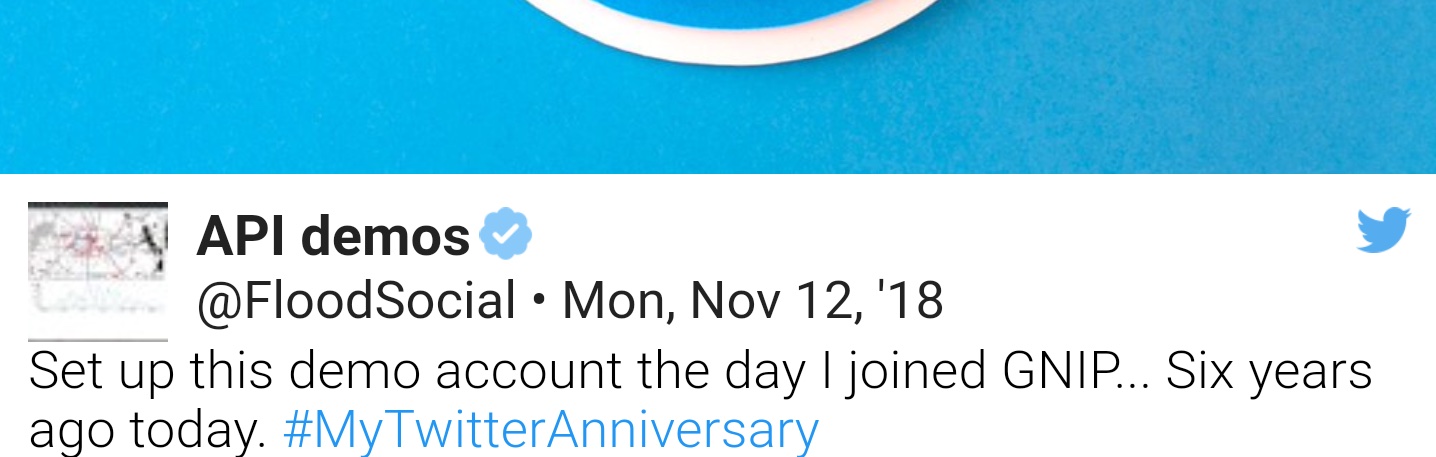 API demos
@FloodSocial • Mon, Nov 12, '18
Set up this demo account the day I joined GNIP... Six years
ago today. #MyTwitterAnniversary